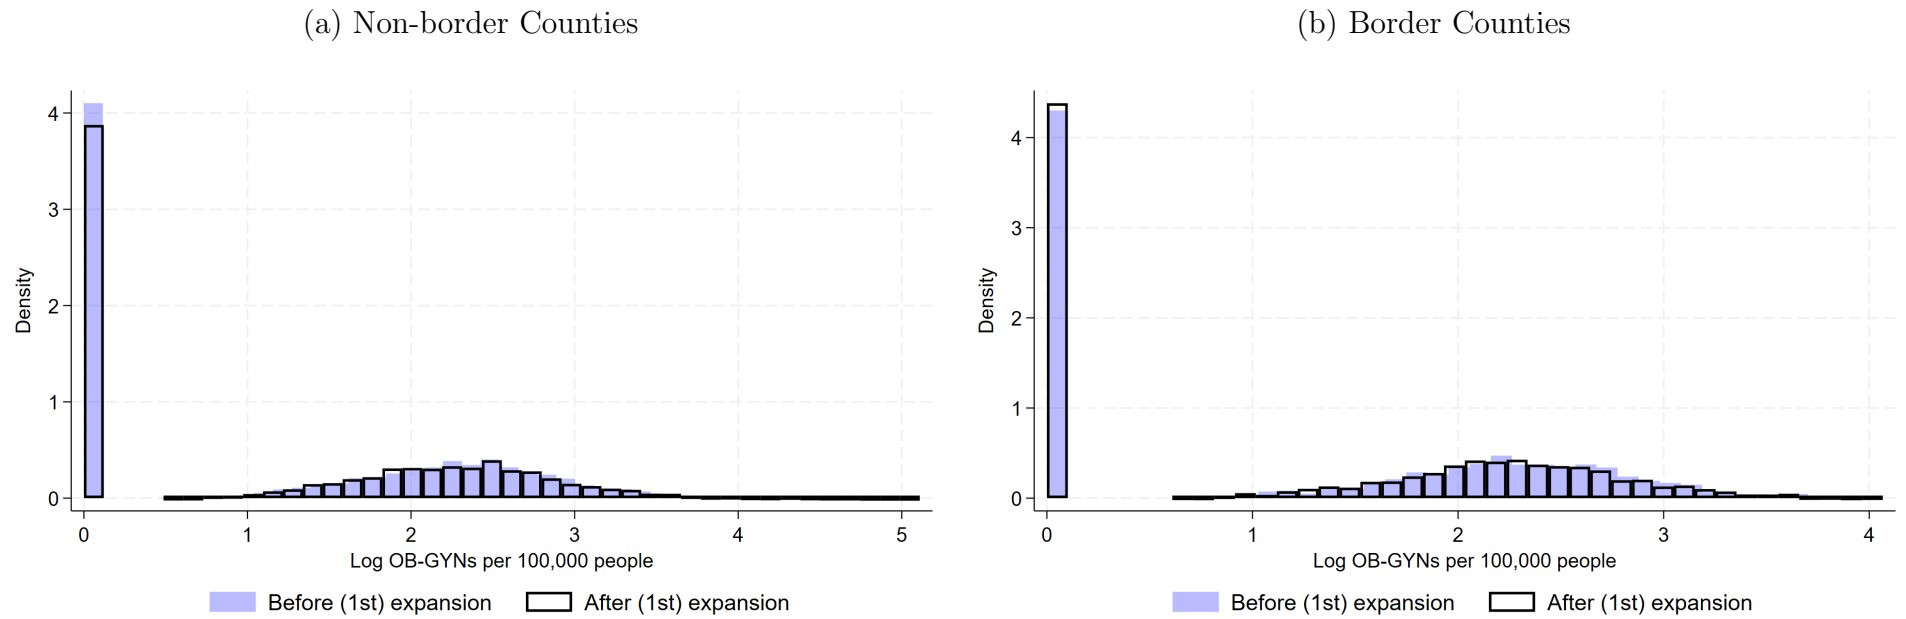 (a) Non-border Counties
Density
4
3
2
1
0
0 1 2 3 4 5
Log OB-GYNs per 100,000 people
Before (1st) expansion After (1st) expansion
(b) Border Counties
Density
4
3
2
1
0
0 1 2 3 4
Log OB-GYNs per 100,000 people
Before (1st) expansion After (1st) expansion